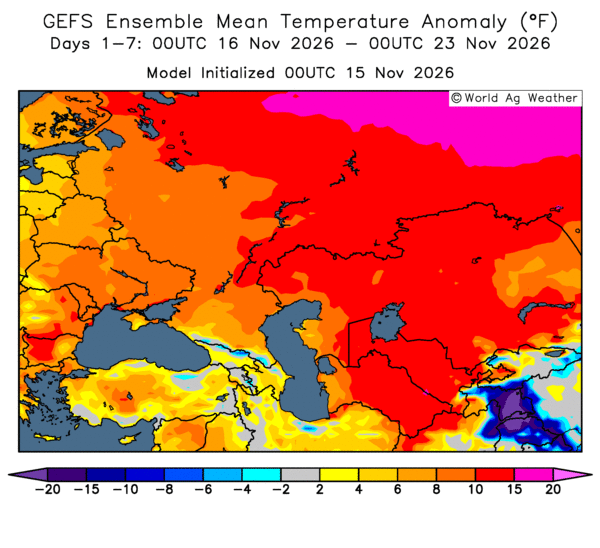 GEFS Ensemble Mean Temperature Anomaly (°F)
Days 1–7: 00UTC 16 Nov 2026 – 00UTC 23 Nov 2026
Model Initialized 00UTC 15 Nov 2026
© World Ag Weather
−20 −15 −10 −8 −6 −4 −2 2 4 6 8 10 15 20